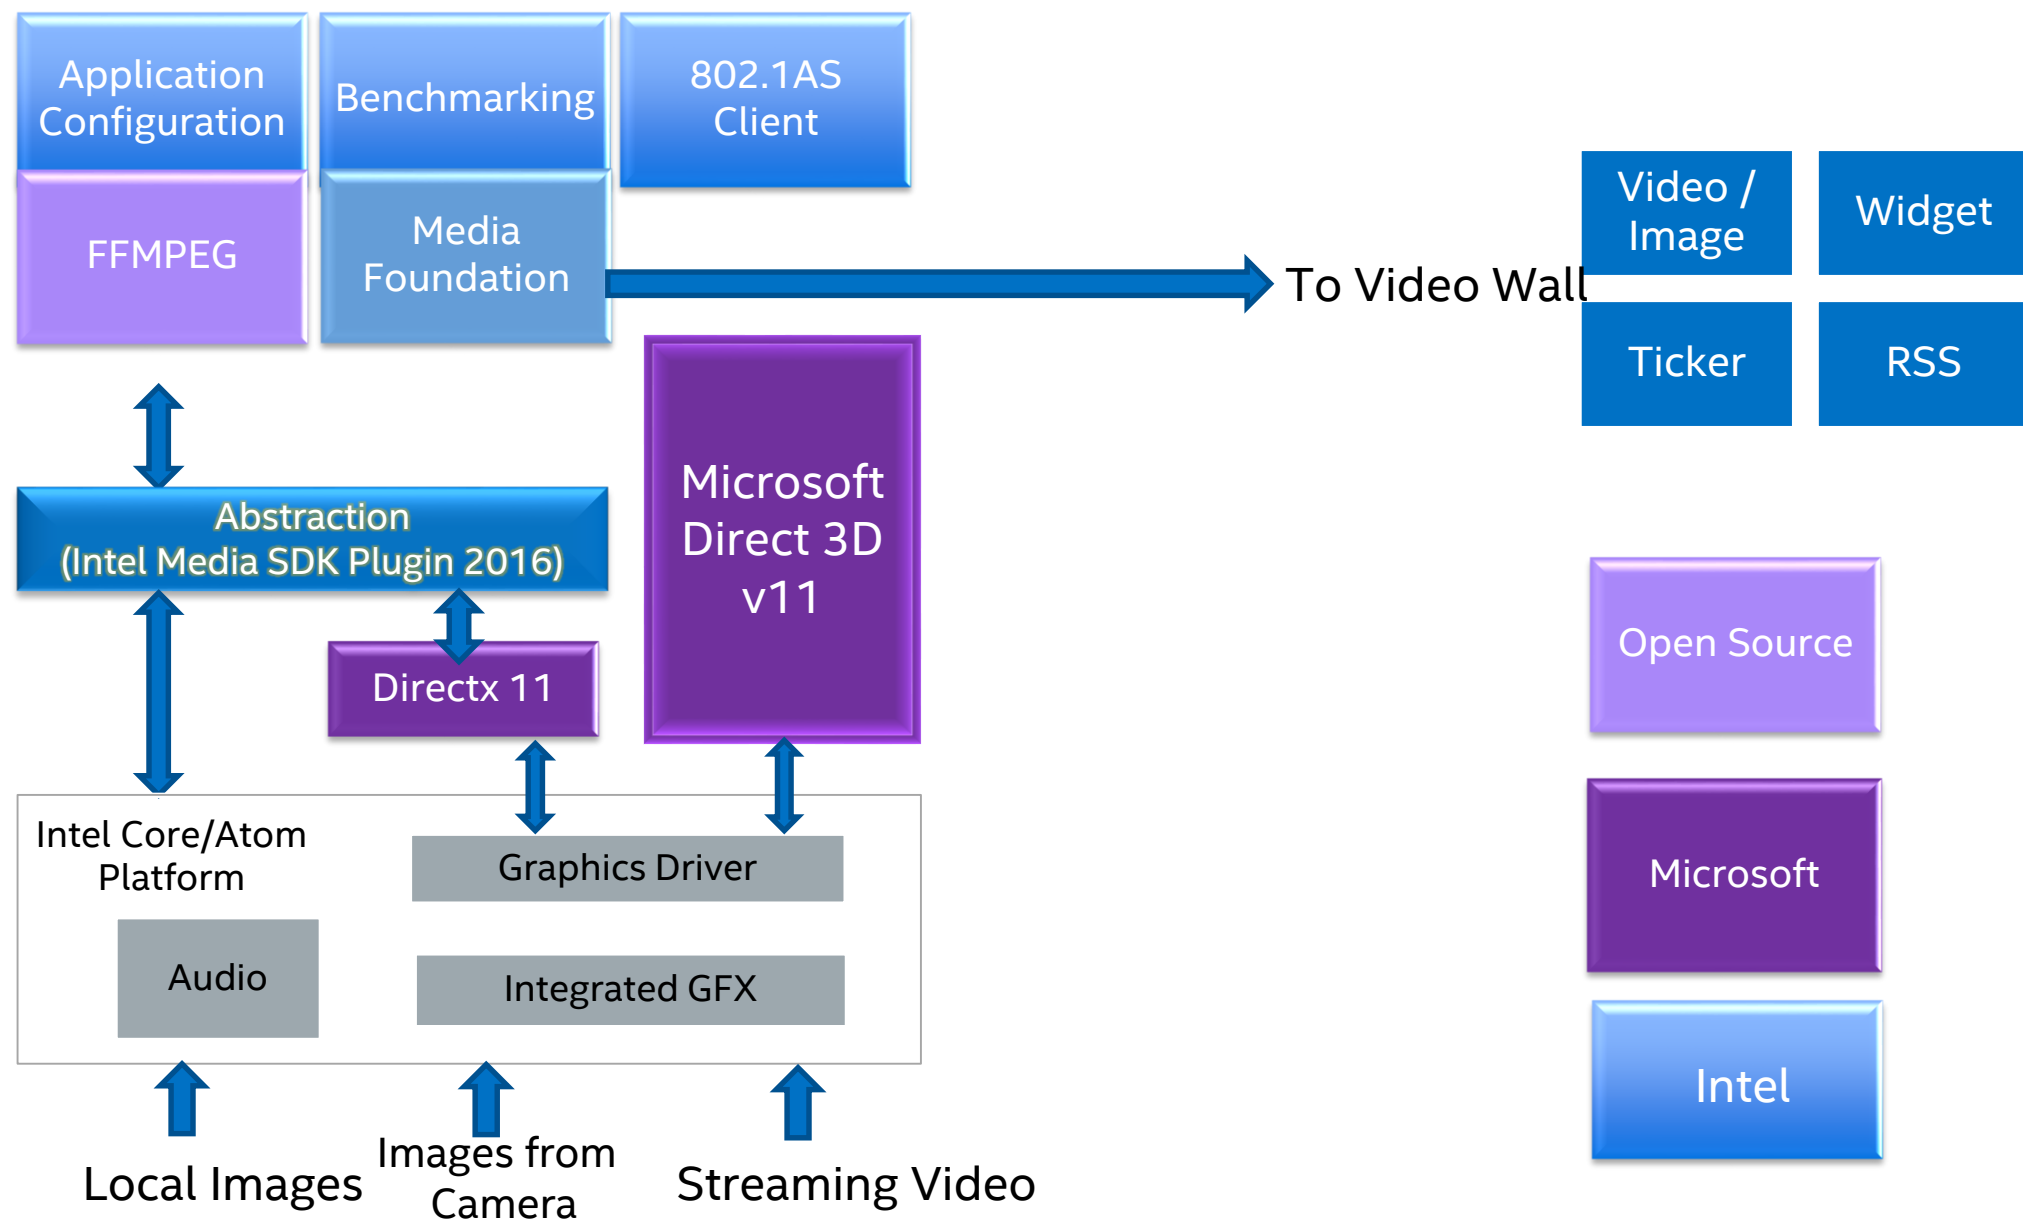 Application
Configuration
Benchmarking
802.1AS
Client
FFMPEG
Media
Foundation
To Video Wall
Video /
Image
Widget
Ticker
RSS
Abstraction
(Intel Media SDK Plugin 2016)
Microsoft
Direct 3D
v11
Directx 11
Open Source
Microsoft
Intel
Intel Core/Atom
Platform
Graphics Driver
Audio
Integrated GFX
Local Images
Images from
Camera
Streaming Video